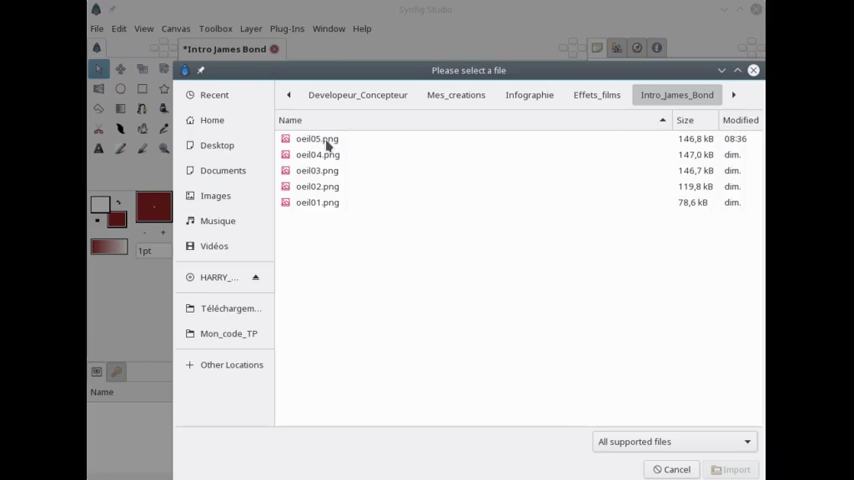 Synfig Studio
File Edit View Canvas Toolbox Layer Plug-Ins Window Help
*Intro James Bond
Please select a file
Recent
Developeur_Concepteur Mes_creations Infographie Effets_films Intro_James_Bond
Home
Name Size Modified
Desktop
oeil05.png 146,8 kB 08:36
oeil04.png 147,0 kB dim.
Documents
oeil03.png 146,7 kB dim.
oeil02.png 119,8 kB dim.
Images
oeil01.png 78,6 kB dim.
Musique
- +
Vidéos
1pt
HARRY_...
Téléchargem...
Mon_code_TP
Other Locations
Name
All supported files
Cancel Import